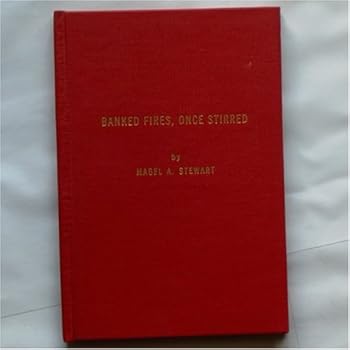 BANKED FIRES, ONCE STIRRED
by
MABEL A. STEWART